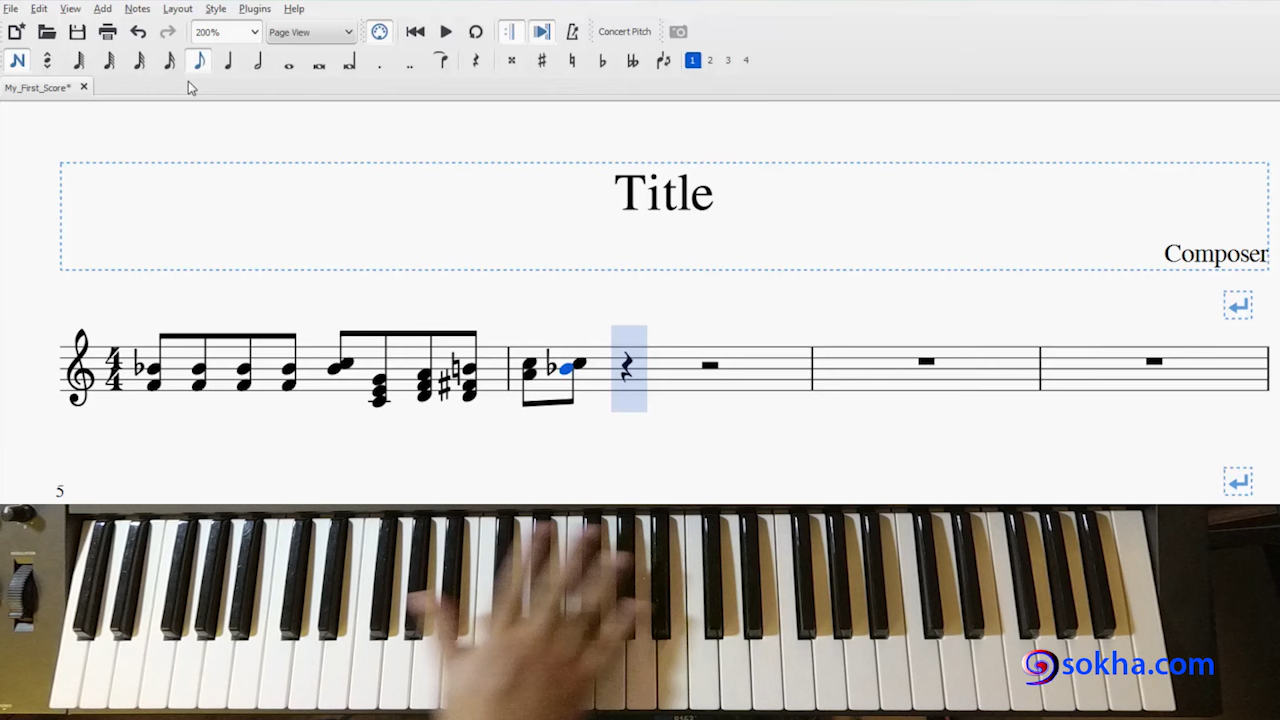 File Edit View Add Notes Layout Style Plugins Help
200% Page View Concert Pitch
1 2 3 4
My_First_Score*
Title
Composer
5
sokha.com